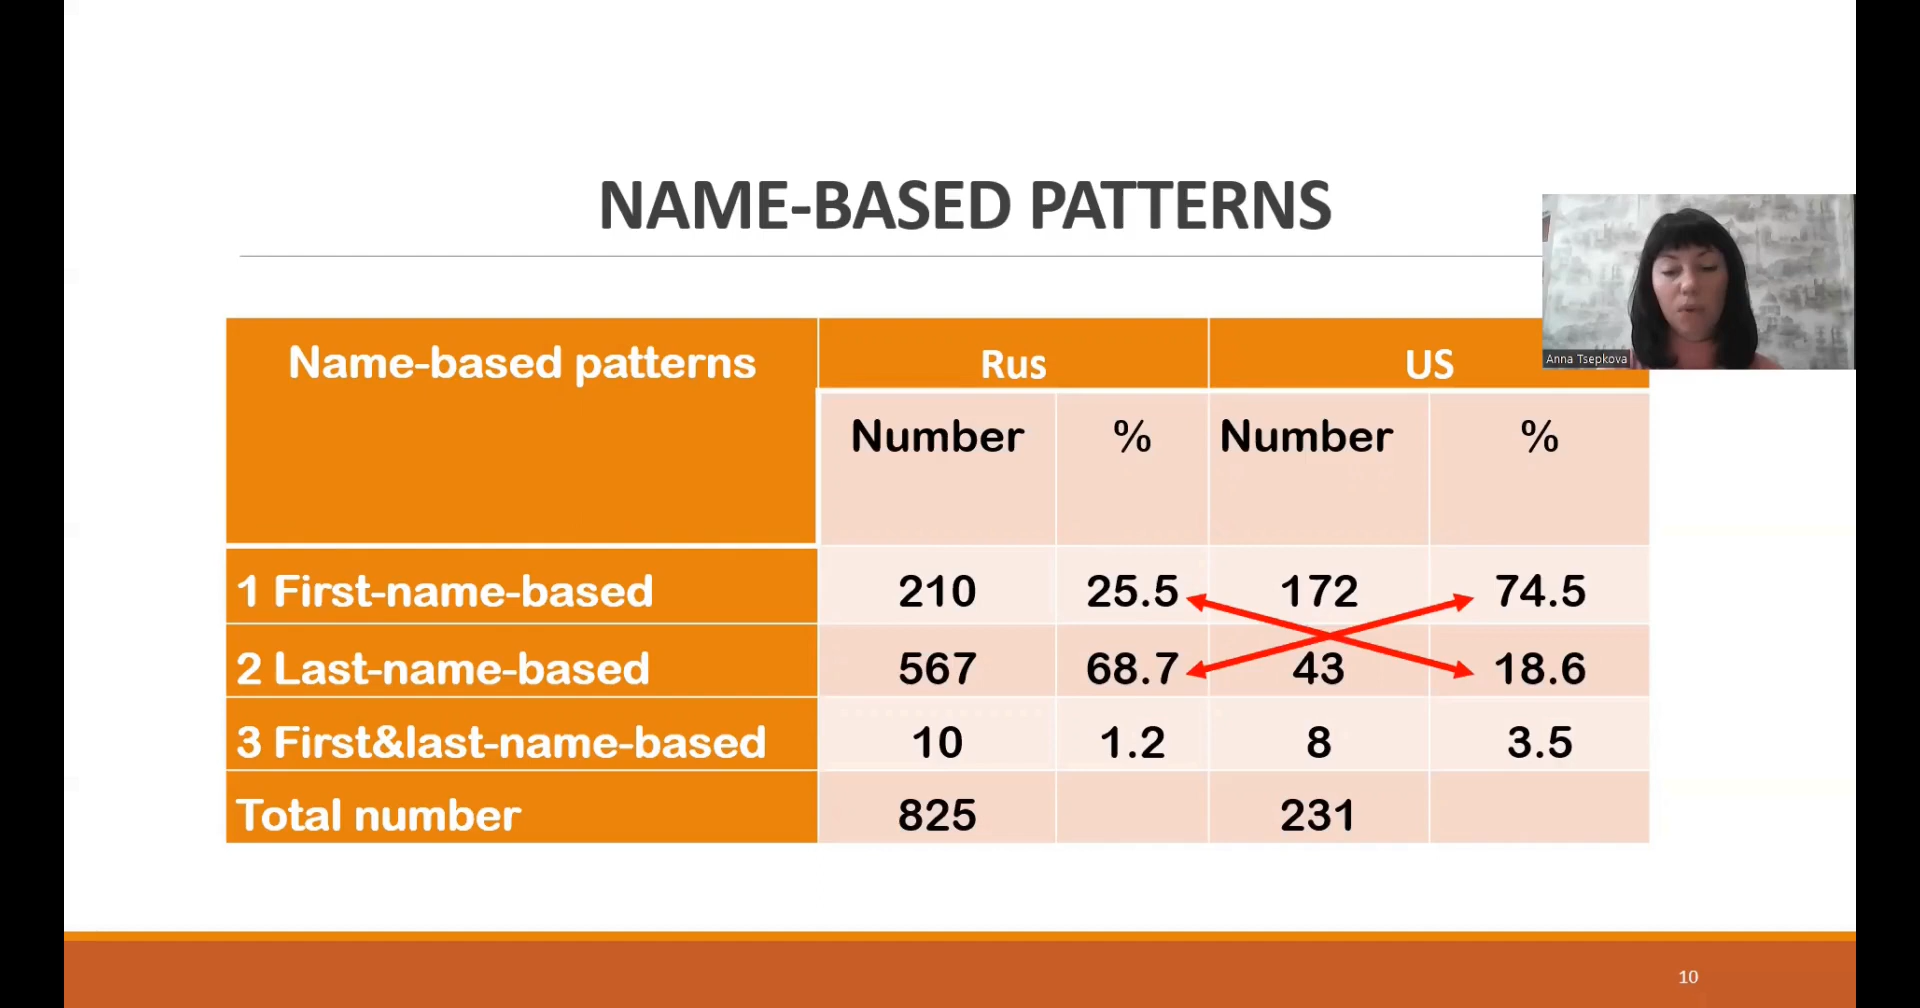 NAME-BASED PATTERNS
Anna Tsepkova
Name-based patterns Rus US
Number % Number %
1 First-name-based 210 25.5 172 74.5
2 Last-name-based 567 68.7 43 18.6
3 First&last-name-based 10 1.2 8 3.5
Total number 825 231
10